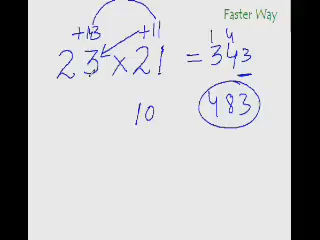 Faster Way
+13 +11 1 4
23 × 21 = 343
10 483